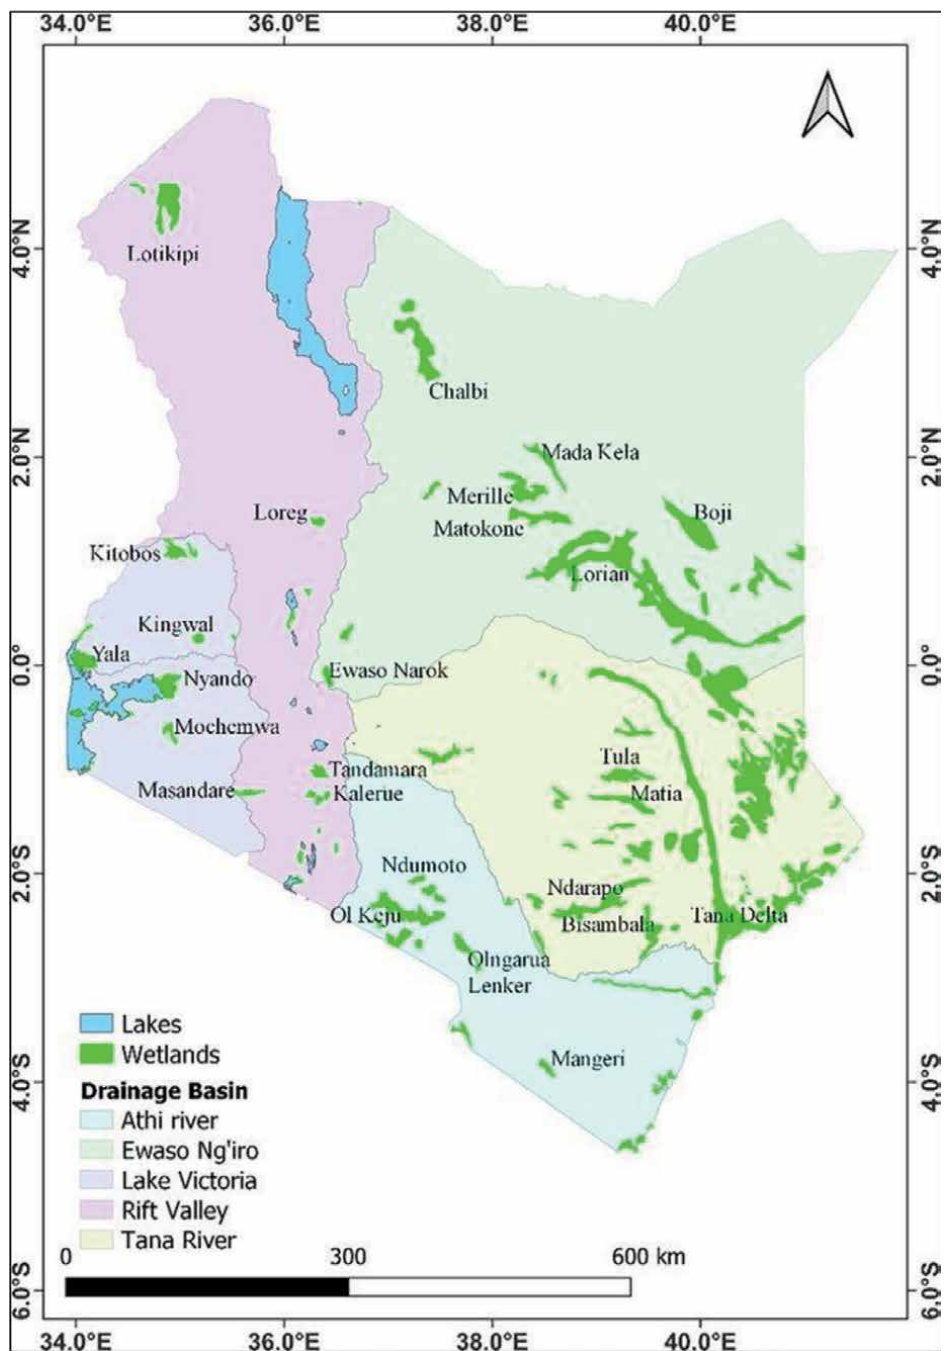 34.0°E 36.0°E 38.0°E 40.0°E
4.0°N 4.0°N
Lotikipi
Chalbi
2.0°N 2.0°N
Mada Kela
Merille
Boji
Loreg
Matokone
Kitobos
Lorian
Kingwal
Yala
0.0° 0.0°
Ewaso Narok
Nyando
Mochemwa
Tula
Tandamara
Masandare
Kalerue
Matia
2.0°S 2.0°S
Ndumoto
Ndarapo
Ol Keju
Bisambala
Tana Delta
Olngarua
Lenker
Lakes
Wetlands
Mangeri
4.0°S 4.0°S
Drainage Basin
Athi river
Ewaso Ng'iro
Lake Victoria
Rift Valley
Tana River
0 300 600 km
6.0°S 6.0°S
34.0°E 36.0°E 38.0°E 40.0°E